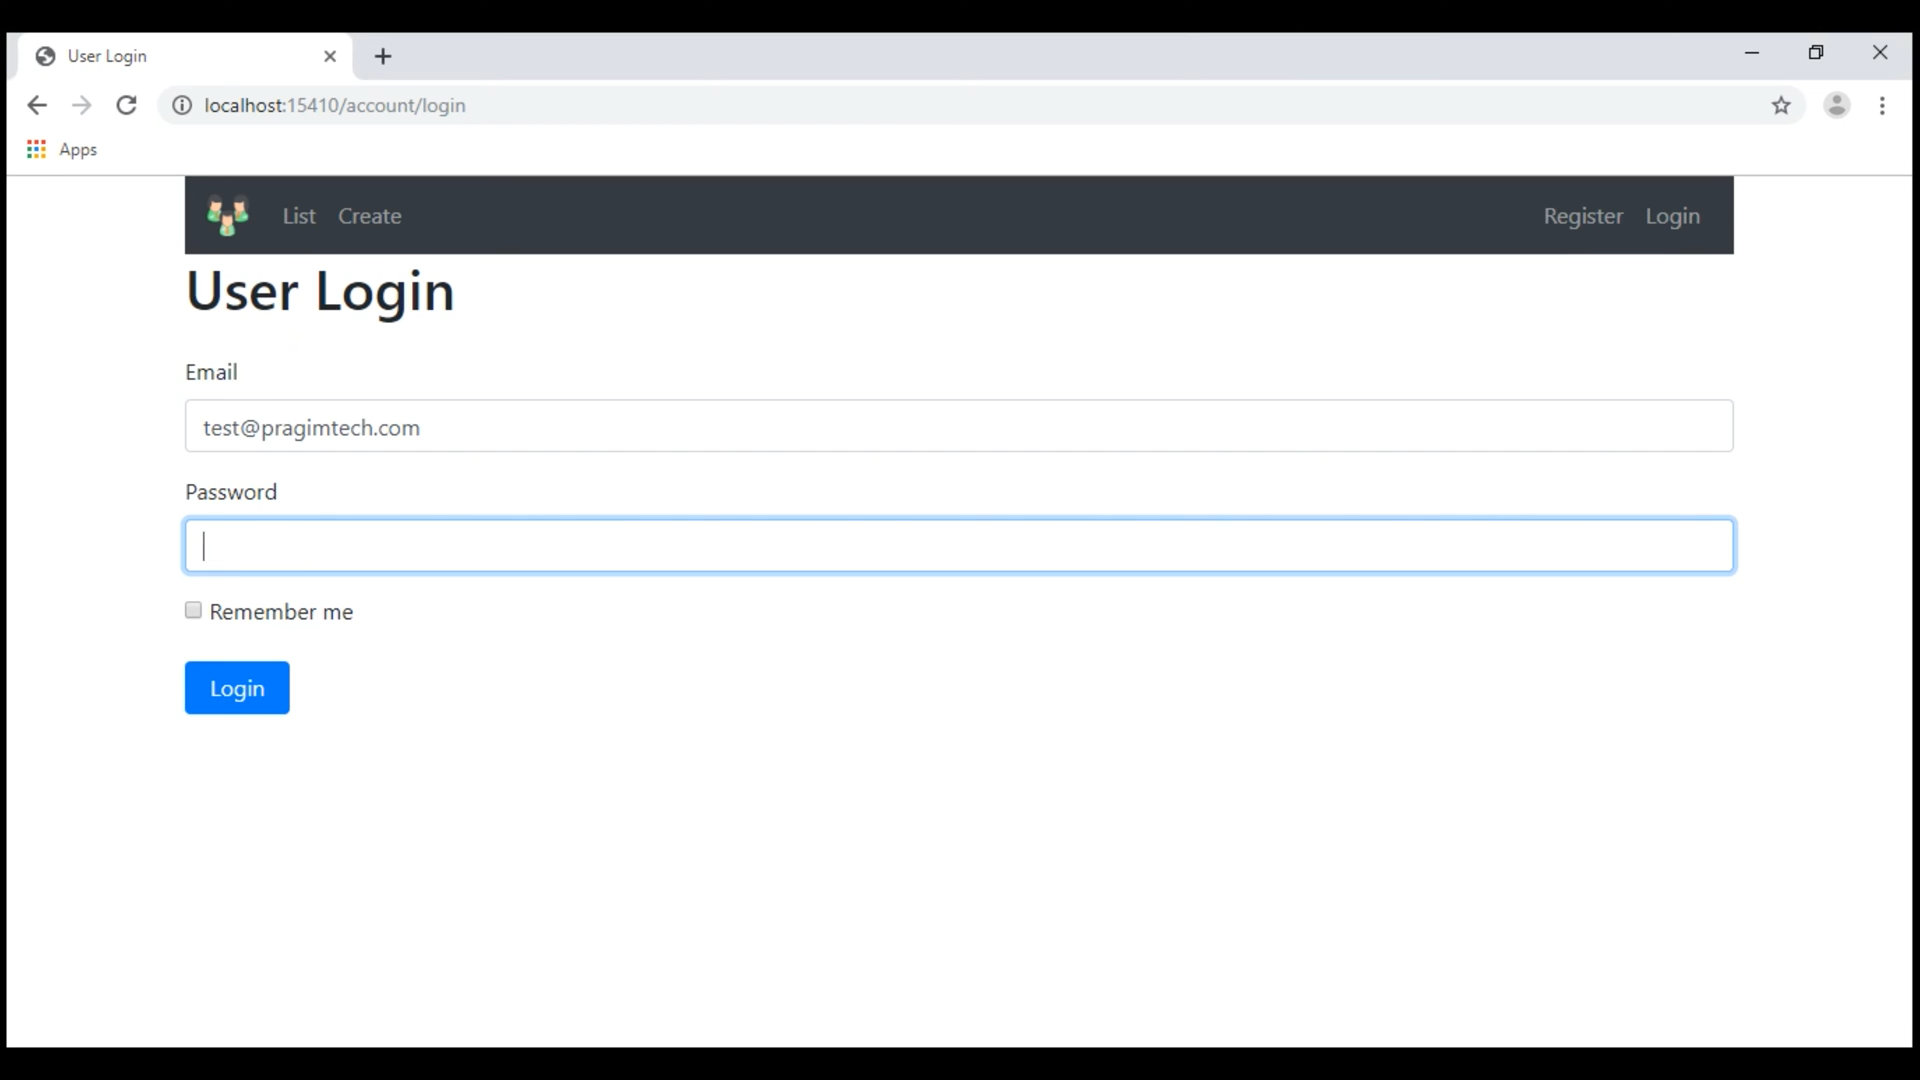 User Login
localhost:15410/account/login
Apps
List Create Register Login
User Login
Email
test@pragimtech.com
Password
Remember me
Login